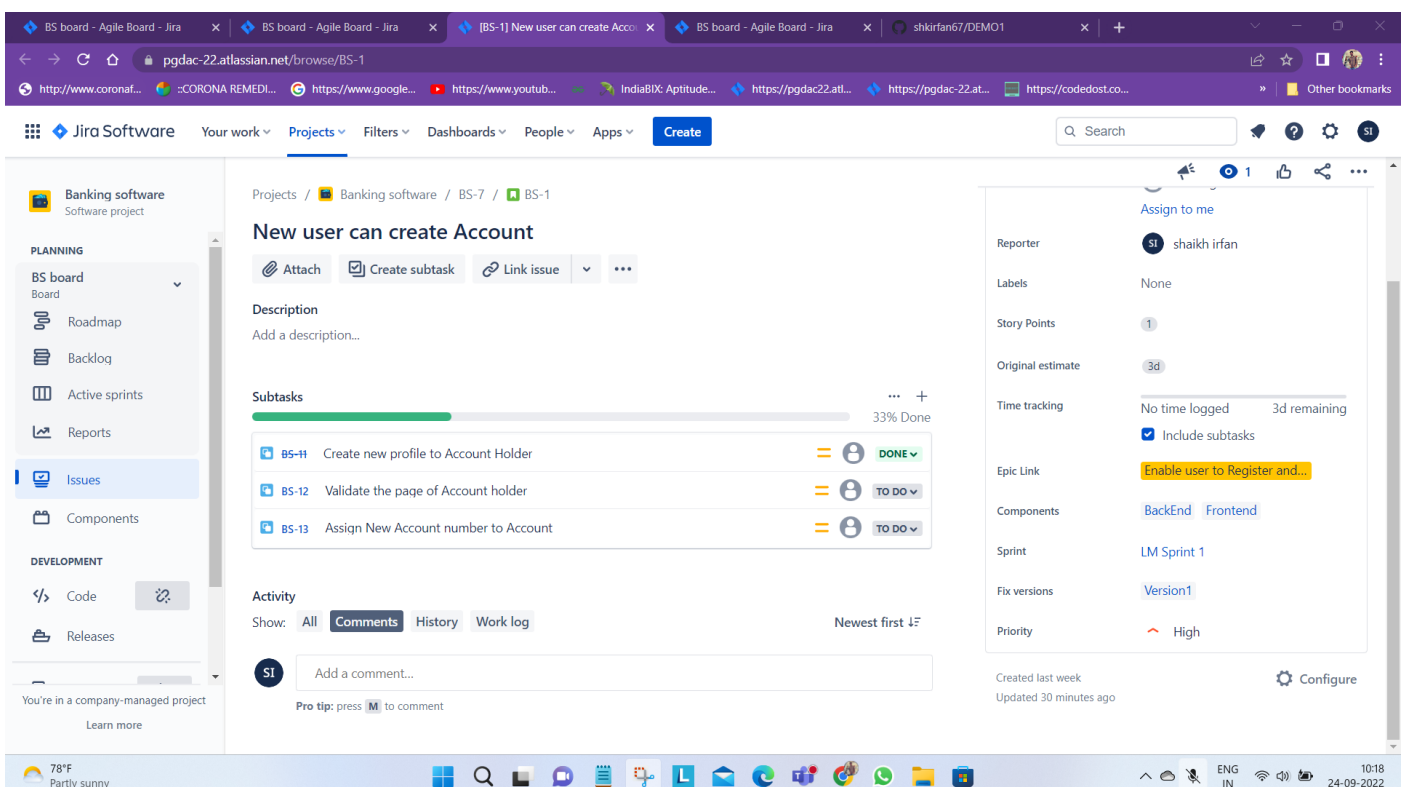 BS board - Agile Board - Jira
BS board - Agile Board - Jira
[BS-1] New user can create Acco
BS board - Agile Board - Jira
shkirfan67/DEMO1
pgdac-22.atlassian.net/browse/BS-1
http://www.coronaf...
::CORONA REMEDI...
https://www.google...
https://www.youtub...
IndiaBIX: Aptitude...
https://pgdac22.atl...
https://pgdac-22.at...
https://codedost.co...
»
Other bookmarks
Jira Software
Your work
Projects
Filters
Dashboards
People
Apps
Create
Search
SI
Banking software
Software project
PLANNING
BS board
Board
Roadmap
Backlog
Active sprints
Reports
Issues
Components
DEVELOPMENT
Code
Releases
You're in a company-managed project
Learn more
Projects / Banking software / BS-7 / BS-1
1
New user can create Account
Attach
Create subtask
Link issue
Description
Add a description...
Subtasks
33% Done
BS-11 Create new profile to Account Holder DONE
BS-12 Validate the page of Account holder TO DO
BS-13 Assign New Account number to Account TO DO
Activity
Show: All Comments History Work log Newest first
SI
Add a comment...
Pro tip: press M to comment
Assign to me
Reporter SI shaikh irfan
Labels None
Story Points 1
Original estimate 3d
Time tracking No time logged 3d remaining
Include subtasks
Epic Link Enable user to Register and...
Components BackEnd Frontend
Sprint LM Sprint 1
Fix versions Version1
Priority High
Created last week
Configure
Updated 30 minutes ago
78°F
Partly sunny
L
ENG
IN
10:18
24-09-2022